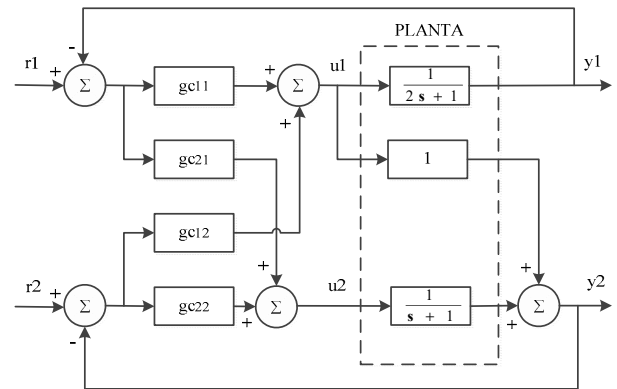 PLANTA
r1
+
-
Σ
gc11
+
Σ
+
u1
1
2 s + 1
y1
gc21
1
gc12
r2
+
Σ
-
gc22
+
+
Σ
u2
1
s + 1
+
+
Σ
y2